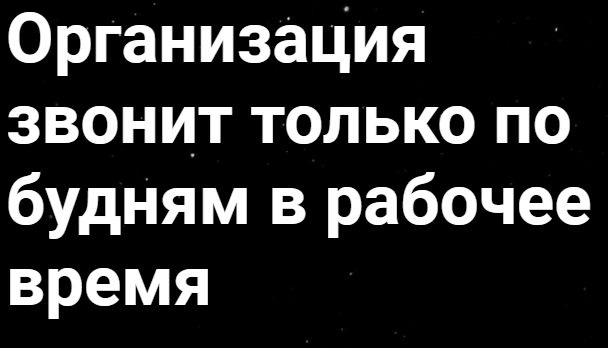 Организация
звонит только по
будням в рабочее
время